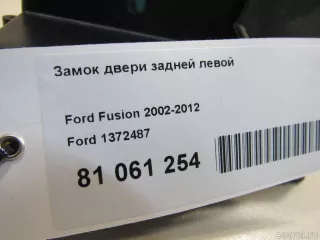 Замок двери задней левой
Ford Fusion 2002-2012
Ford 1372487
81 061 254